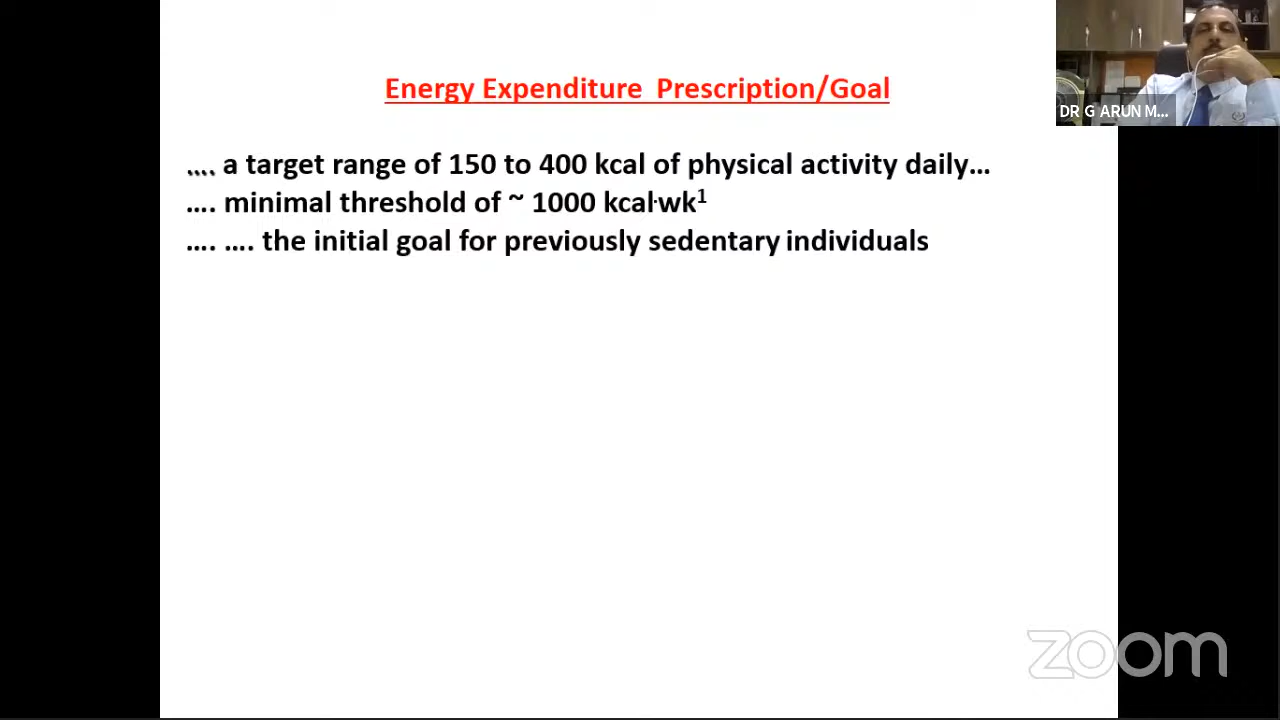 Energy Expenditure Prescription/Goal
DR G ARUN M...
.... a target range of 150 to 400 kcal of physical activity daily...
.... minimal threshold of ~ 1000 kcal·wk¹
.... .... the initial goal for previously sedentary individuals
zoom